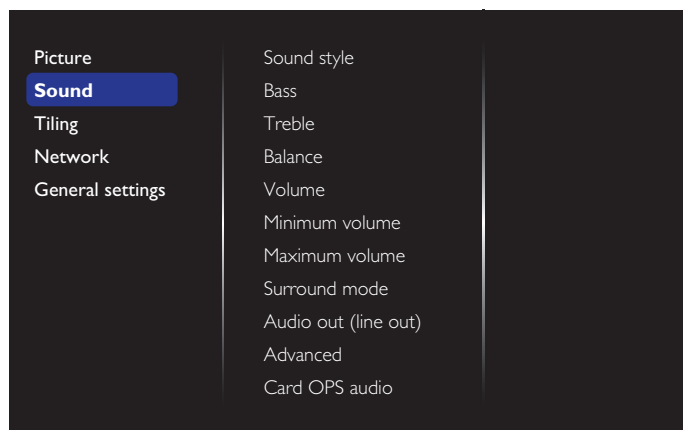 Picture
Sound
Tiling
Network
General settings
Sound style
Bass
Treble
Balance
Volume
Minimum volume
Maximum volume
Surround mode
Audio out (line out)
Advanced
Card OPS audio